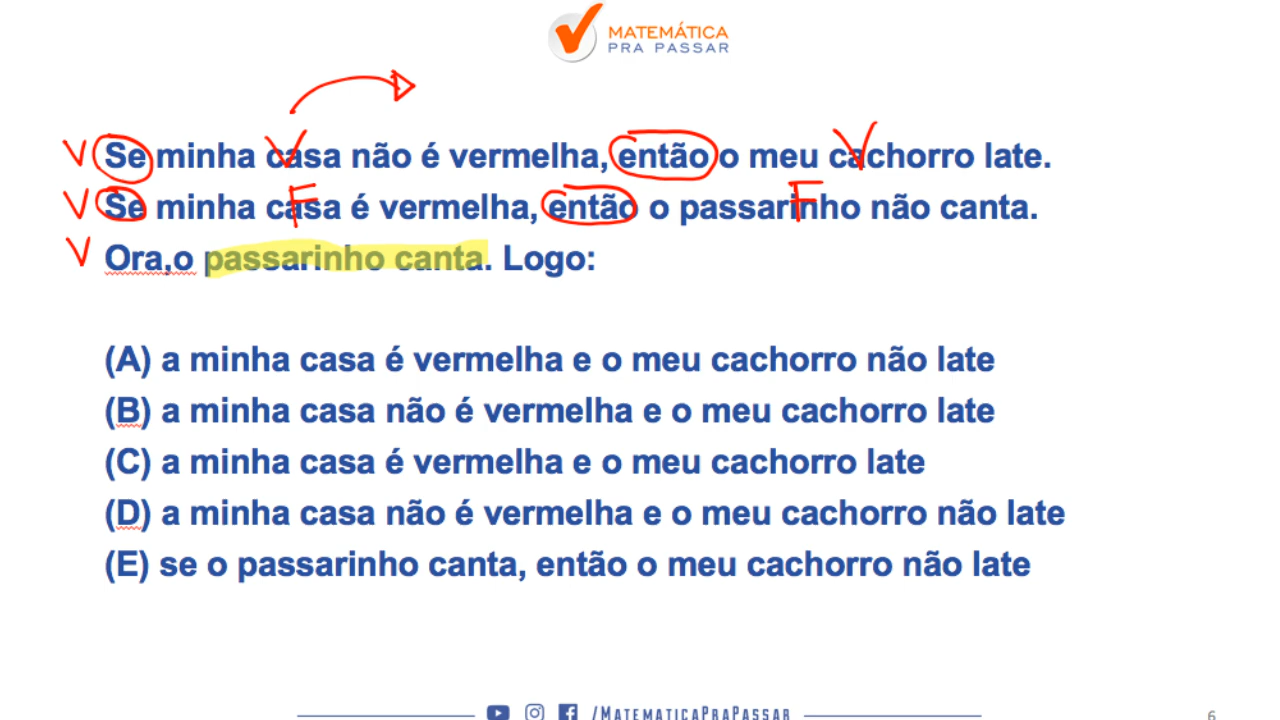 MATEMÁTICA
PRA PASSAR
V Se minha casa não é vermelha, então o meu cachorro late.
V V
V Se minha casa é vermelha, então o passarinho não canta.
F F
V Ora,o passarinho canta. Logo:
(A) a minha casa é vermelha e o meu cachorro não late
(B) a minha casa não é vermelha e o meu cachorro late
(C) a minha casa é vermelha e o meu cachorro late
(D) a minha casa não é vermelha e o meu cachorro não late
(E) se o passarinho canta, então o meu cachorro não late
/MATEMATICAPRAPASSAR
6